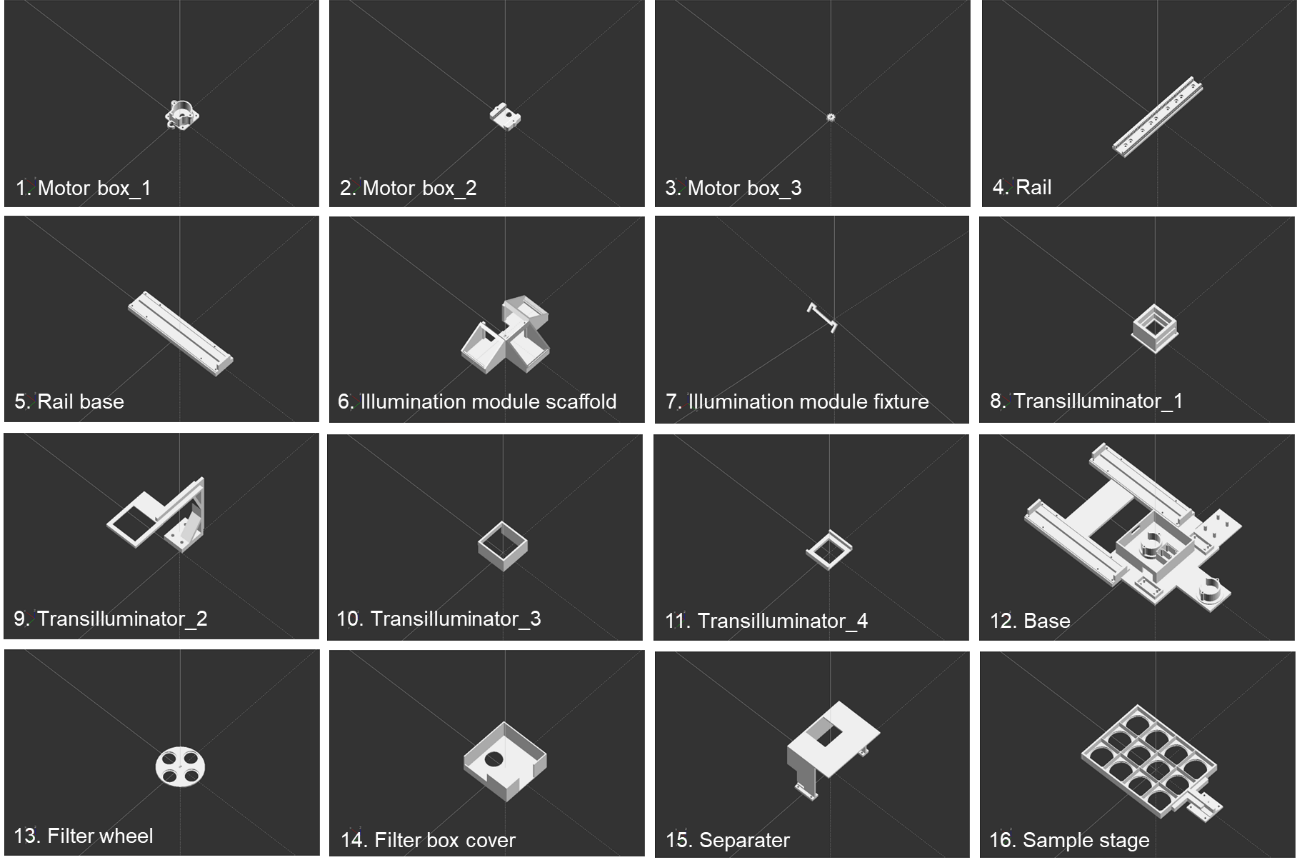 1. Motor box_1
2. Motor box_2
3. Motor box_3
4. Rail
5. Rail base
6. Illumination module scaffold
7. Illumination module fixture
8. Transilluminator_1
9. Transilluminator_2
10. Transilluminator_3
11. Transilluminator_4
12. Base
13. Filter wheel
14. Filter box cover
15. Separater
16. Sample stage